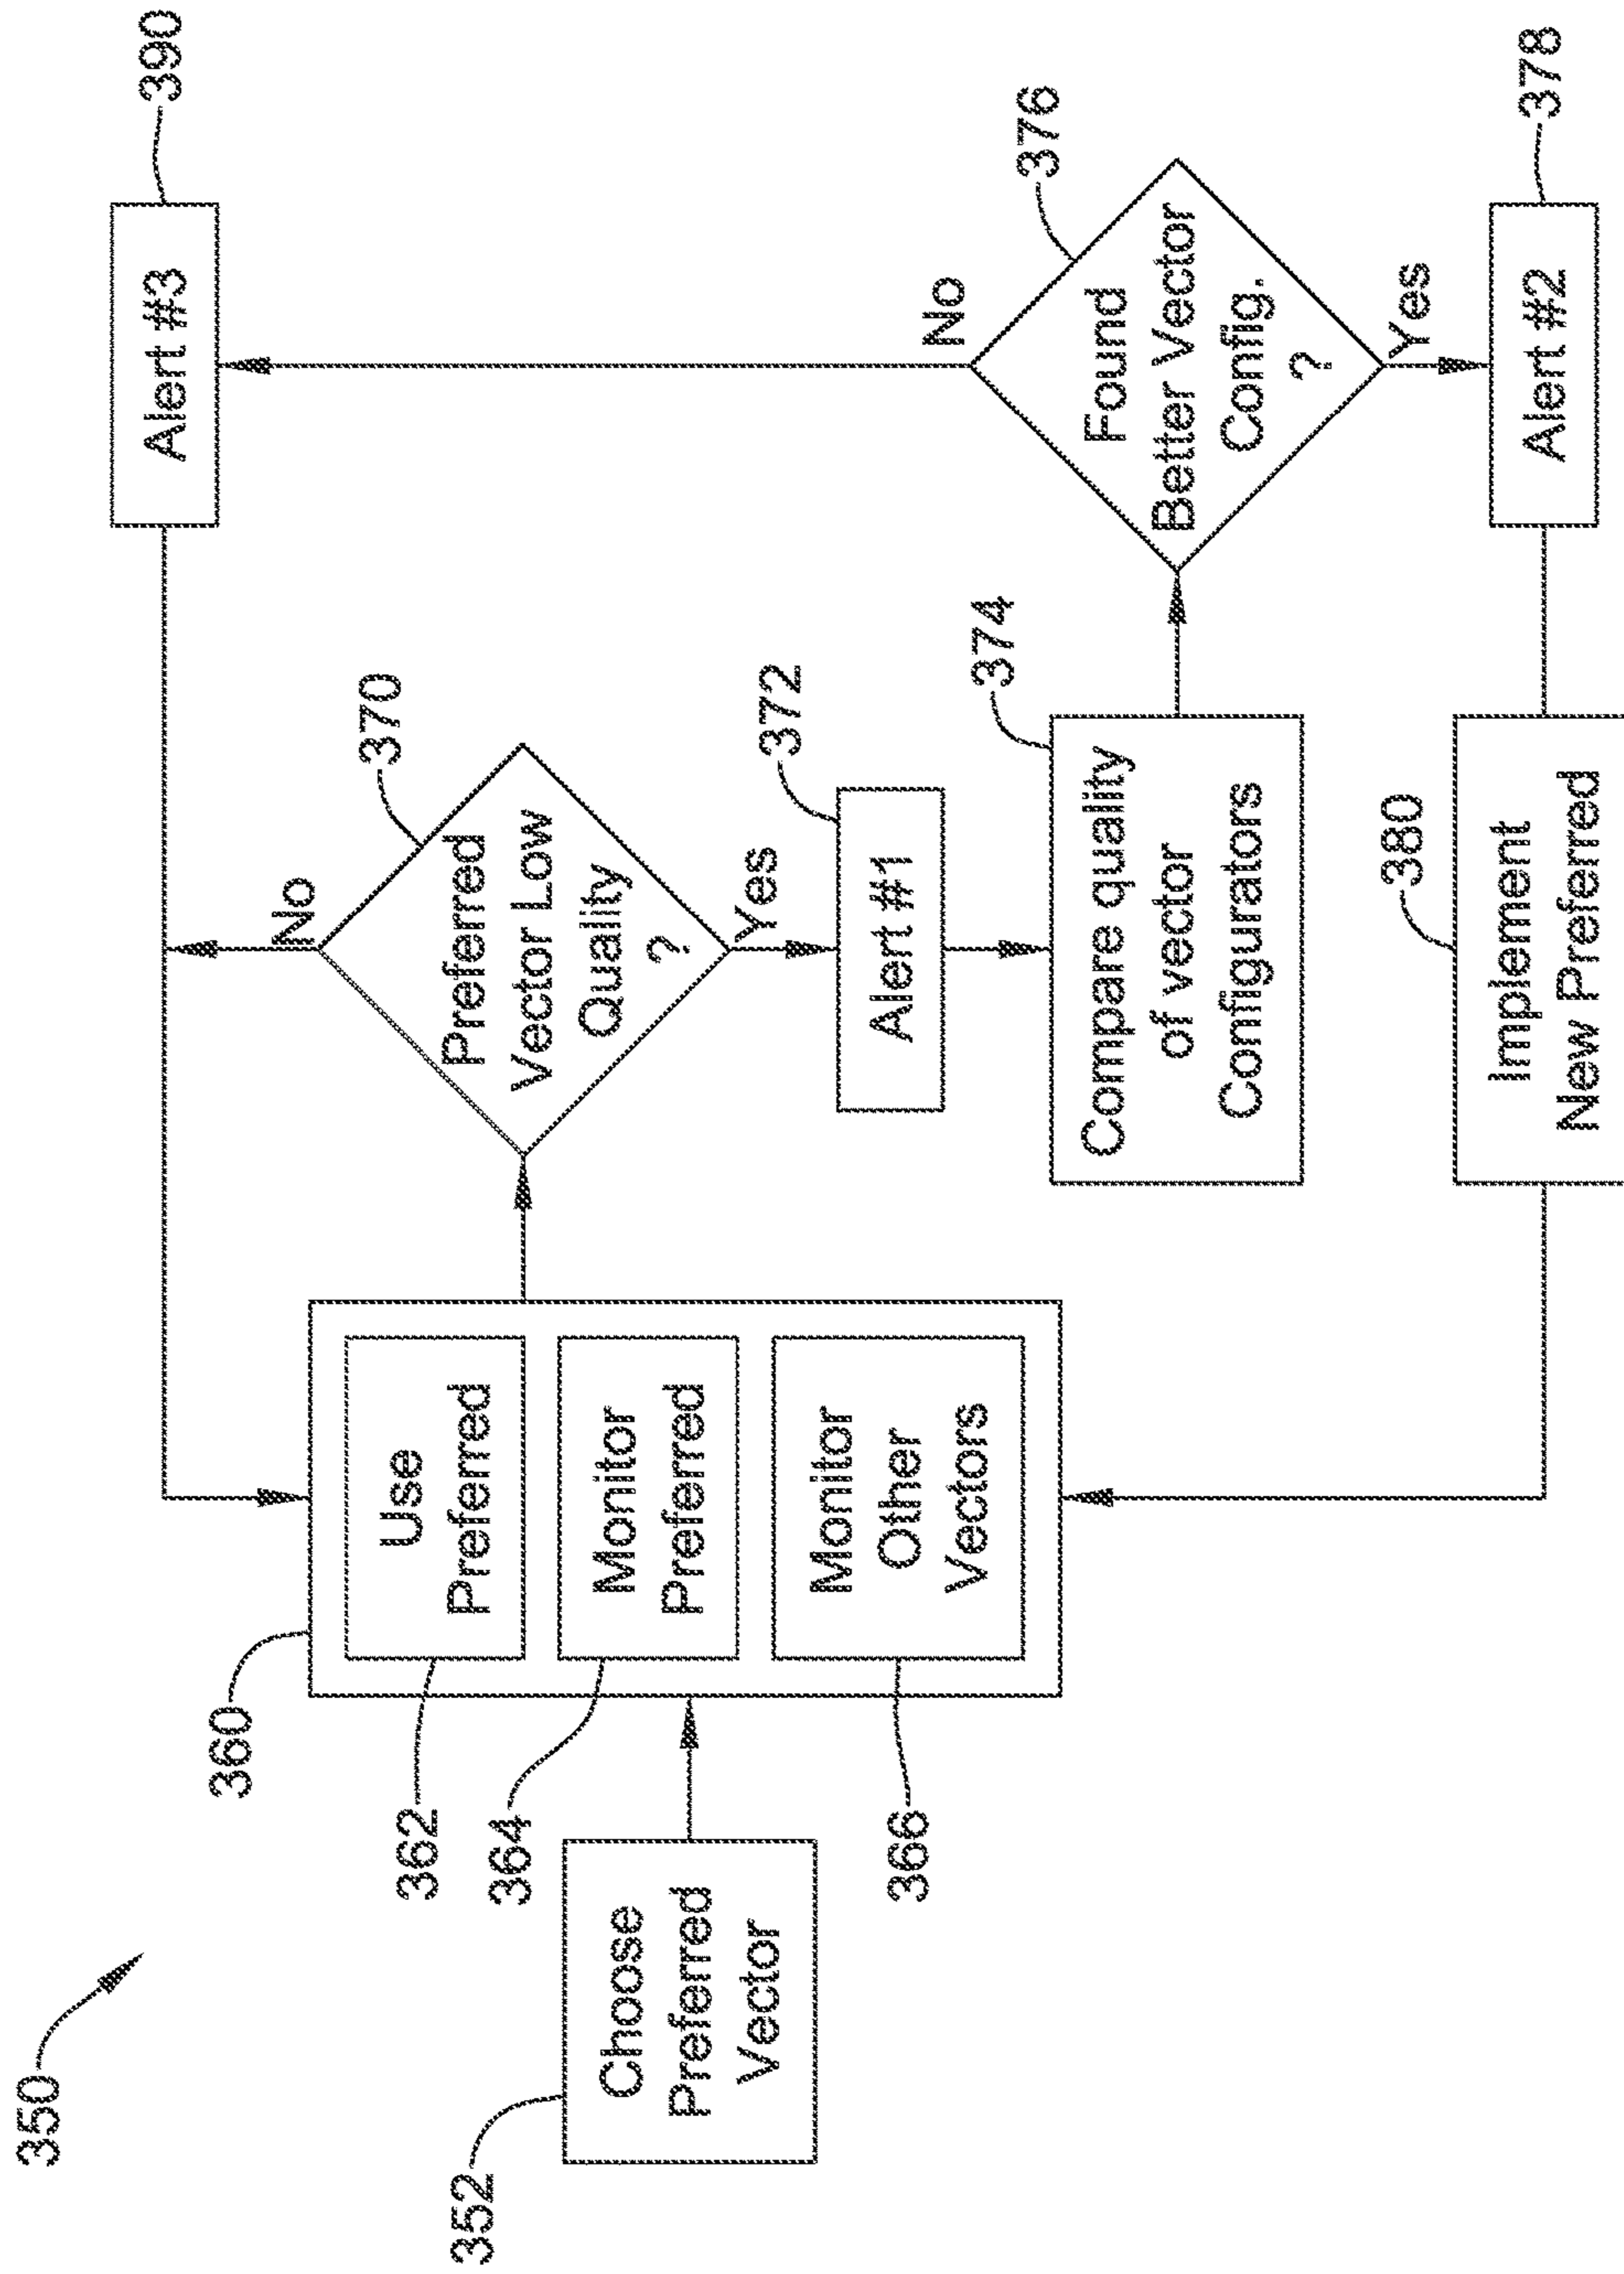 350
352
Choose
Preferred
Vector
360
362
Use
Preferred
364
Monitor
Preferred
366
Monitor
Other
Vectors
370
Preferred
Vector Low
Quality
?
No
Yes
372
Alert #1
374
Compare quality
of vector
Configurators
376
Found
Better Vector
Config.
?
No
Yes
378
Alert #2
380
Implement
New Preferred
390
Alert #3